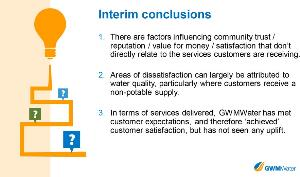 Interim conclusions
1. There are factors influencing community trust /
reputation / value for money / satisfaction that don't
directly relate to the services customers are receiving.
2. Areas of dissatisfaction can largely be attributed to
water quality, particularly where customers receive a
non-potable supply.
3. In terms of services delivered, GWMWater has met
customer expectations, and therefore 'achieved'
customer satisfaction, but has not seen any uplift.
?
?
?
GWMWater